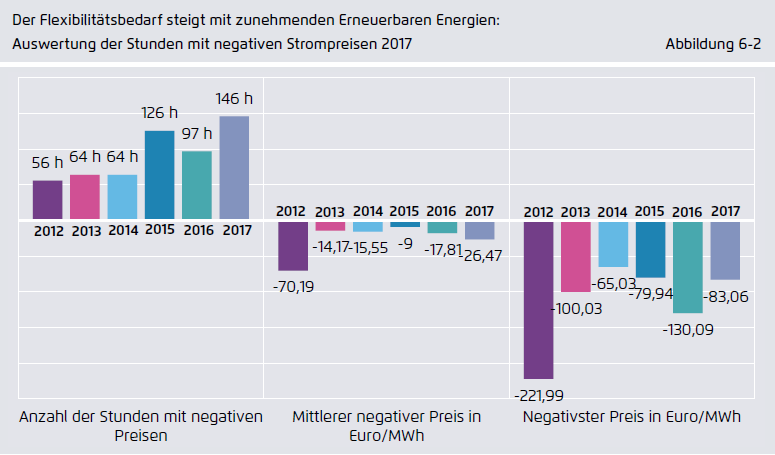 Der Flexibilitätsbedarf steigt mit zunehmenden Erneuerbaren Energien:
Auswertung der Stunden mit negativen Strompreisen 2017
Abbildung 6-2
56 h
64 h
64 h
126 h
97 h
146 h
2012 2013 2014 2015 2016 2017
Anzahl der Stunden mit negativen
Preisen
2012 2013 2014 2015 2016 2017
-70,19
-14,17
-15,55
-9
-17,81
-26,47
Mittlerer negativer Preis in
Euro/MWh
2012 2013 2014 2015 2016 2017
-221,99
-100,03
-65,03
-79,94
-130,09
-83,06
Negativster Preis in Euro/MWh